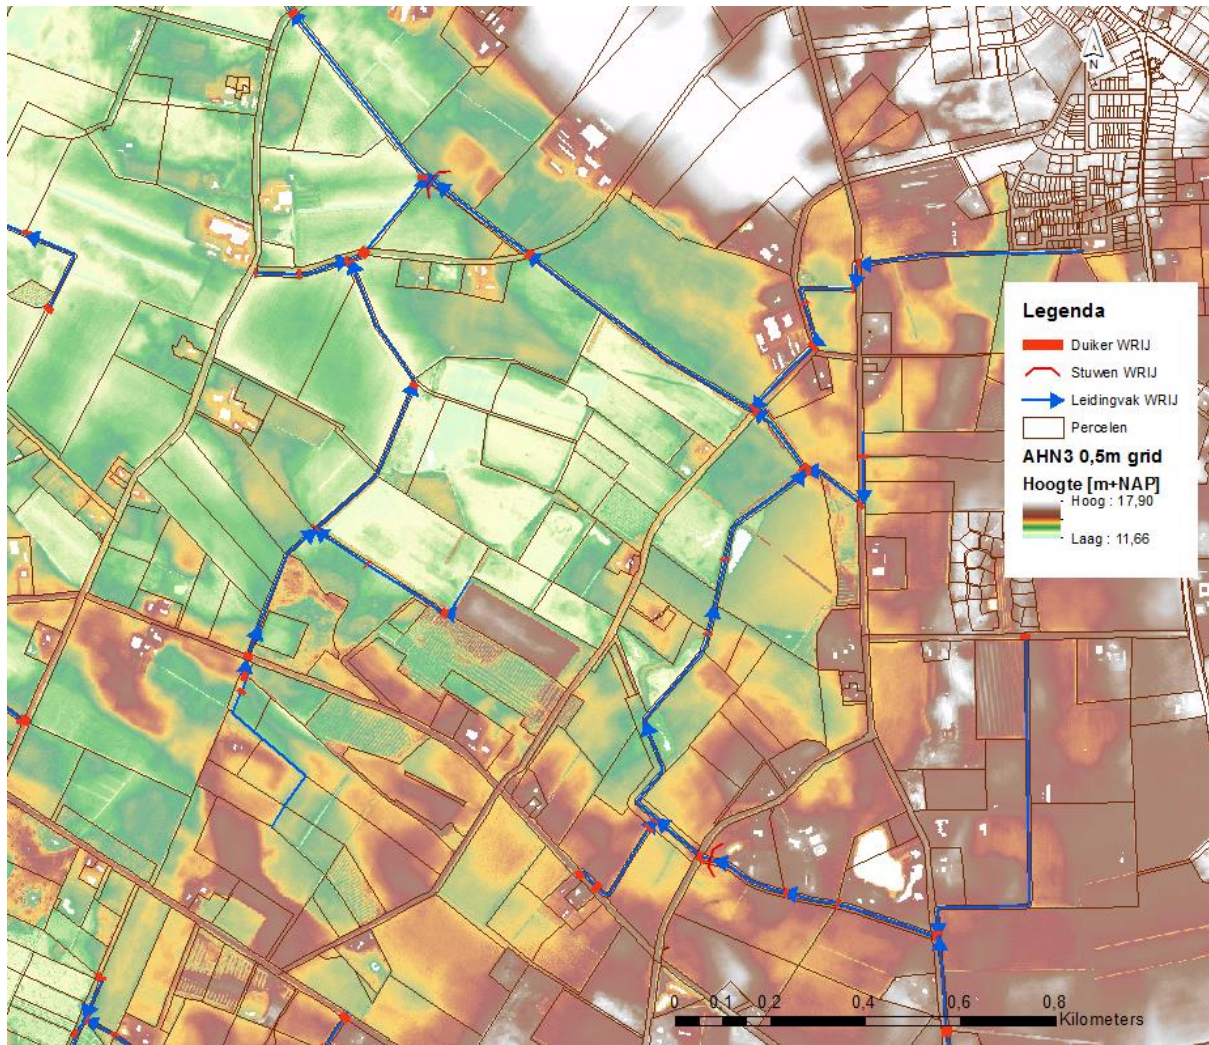 N
Legenda
Duiker WRIJ
Stuwen WRIJ
Leidingvak WRIJ
Percelen
AHN3 0,5m grid
Hoogte [m+NAP]
Hoog : 17,90
Laag : 11,66
0 0,1 0,2 0,4 0,6 0,8
Kilometers